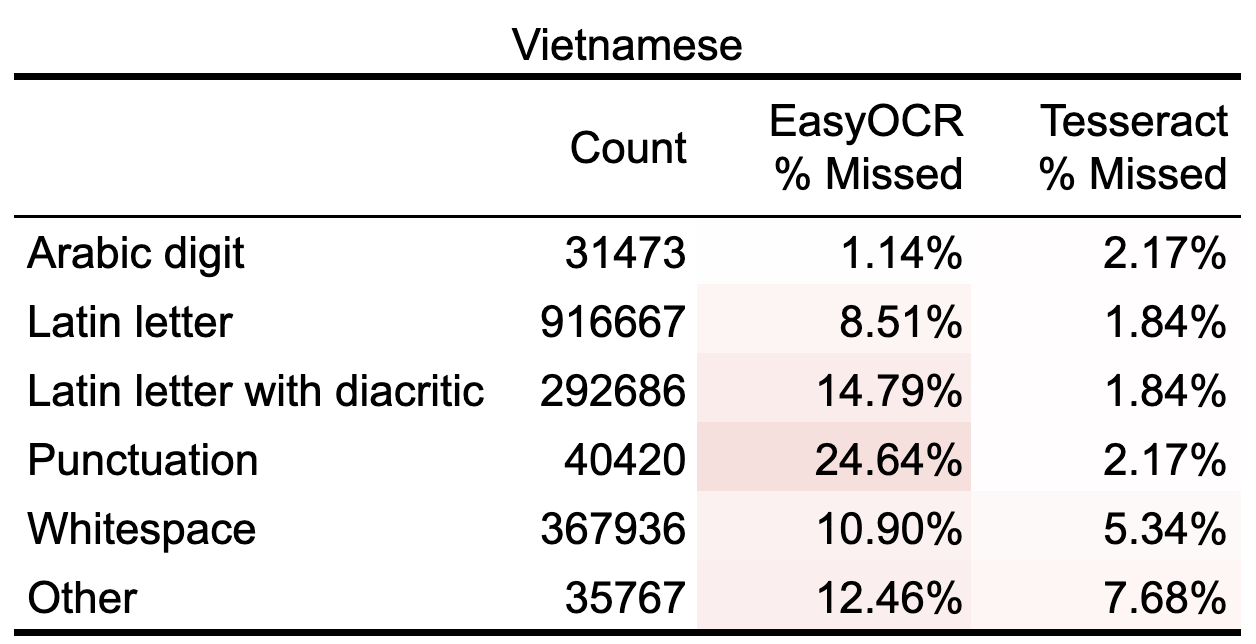 Vietnamese
Count EasyOCR % Missed Tesseract % Missed
Arabic digit 31473 1.14% 2.17%
Latin letter 916667 8.51% 1.84%
Latin letter with diacritic 292686 14.79% 1.84%
Punctuation 40420 24.64% 2.17%
Whitespace 367936 10.90% 5.34%
Other 35767 12.46% 7.68%